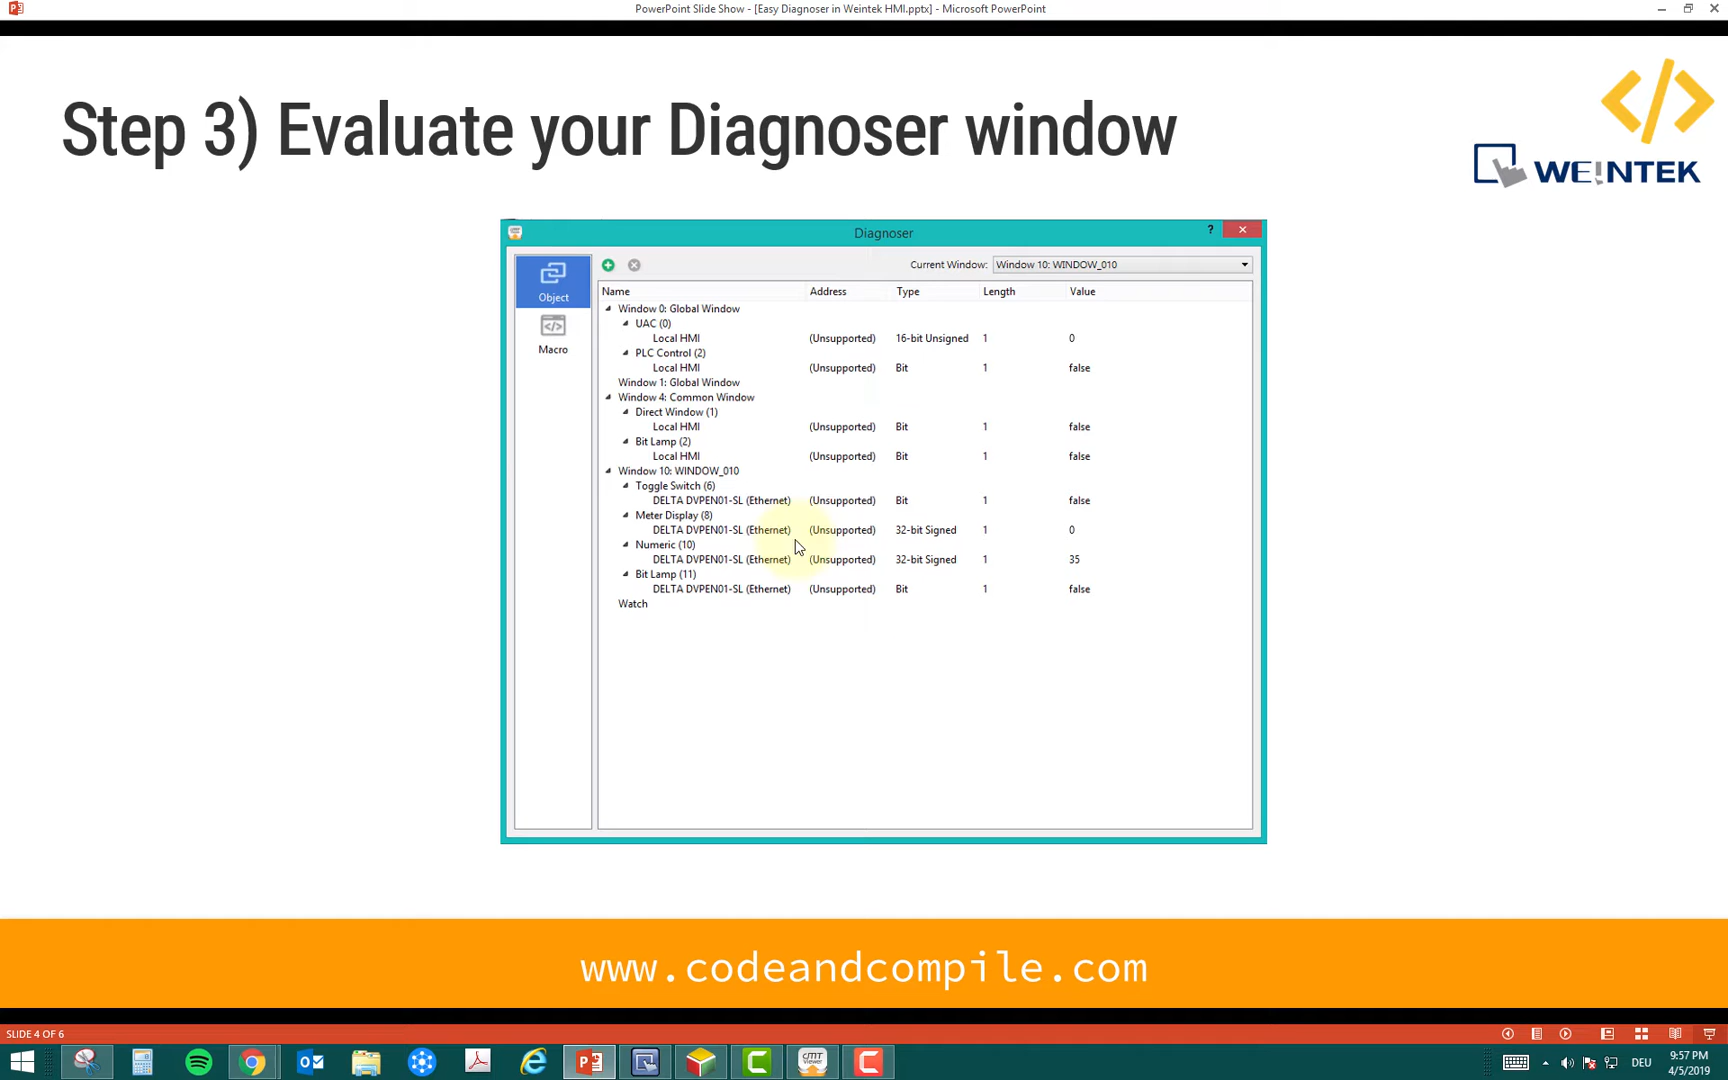 PowerPoint Slide Show - [Easy Diagnoser in Weintek HMI.pptx] - Microsoft PowerPoint
Step 3) Evaluate your Diagnoser window
WE!NTEK
Diagnoser
?
Object
Macro
Current Window: Window 10: WINDOW_010
Name Address Type Length Value
Window 0: Global Window
UAC (0)
Local HMI (Unsupported) 16-bit Unsigned 1 0
PLC Control (2)
Local HMI (Unsupported) Bit 1 false
Window 1: Global Window
Window 4: Common Window
Direct Window (1)
Local HMI (Unsupported) Bit 1 false
Bit Lamp (2)
Local HMI (Unsupported) Bit 1 false
Window 10: WINDOW_010
Toggle Switch (6)
DELTA DVPEN01-SL (Ethernet) (Unsupported) Bit 1 false
Meter Display (8)
DELTA DVPEN01-SL (Ethernet) (Unsupported) 32-bit Signed 1 0
Numeric (10)
DELTA DVPEN01-SL (Ethernet) (Unsupported) 32-bit Signed 1 35
Bit Lamp (11)
DELTA DVPEN01-SL (Ethernet) (Unsupported) Bit 1 false
Watch
www.codeandcompile.com
SLIDE 4 OF 6
DEU
9:57 PM
4/5/2019